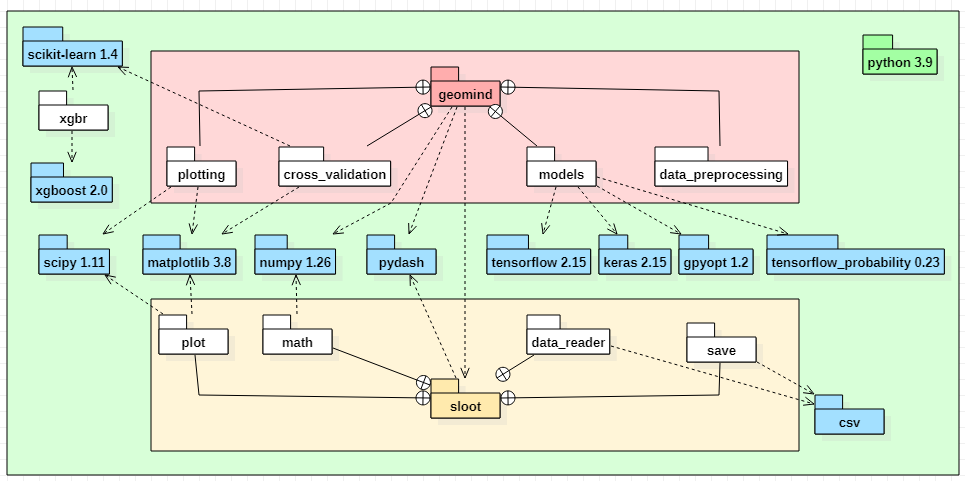 scikit-learn 1.4
python 3.9
geomind
xgbr
plotting
cross_validation
models
data_preprocessing
xgboost 2.0
scipy 1.11
matplotlib 3.8
numpy 1.26
pydash
tensorflow 2.15
keras 2.15
gpyopt 1.2
tensorflow_probability 0.23
plot
math
data_reader
save
sloot
csv